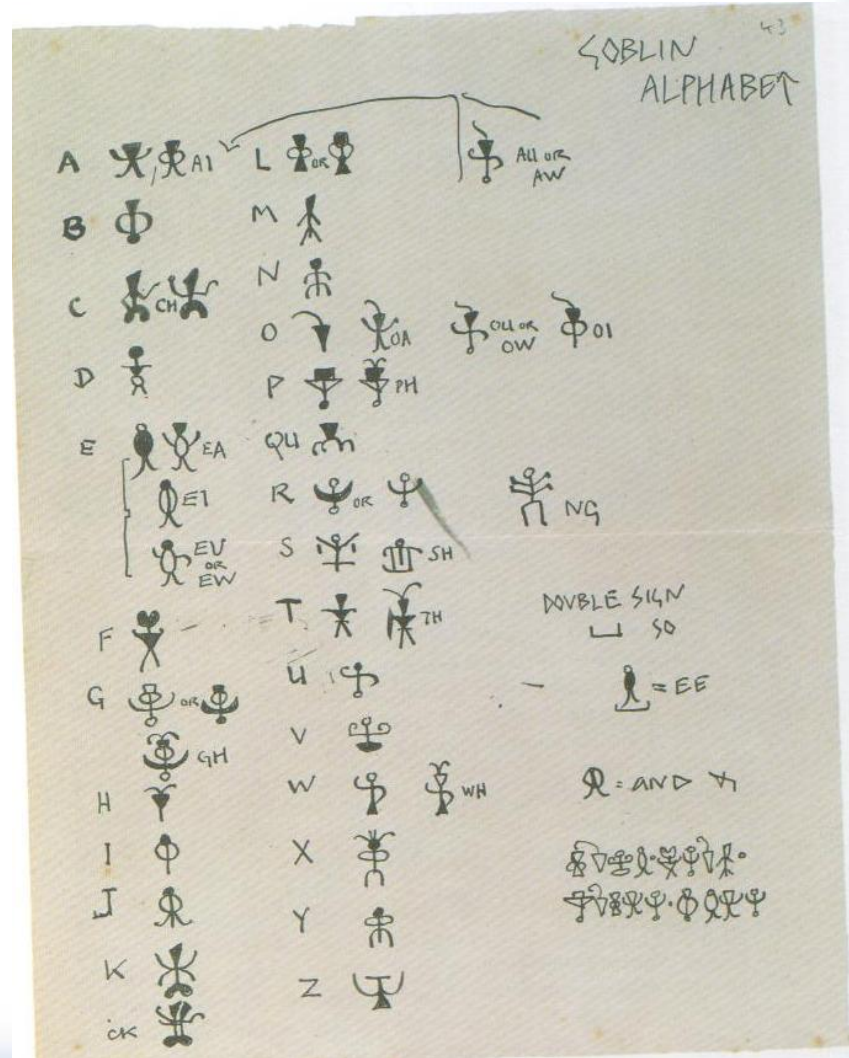 43
GOBLIN
ALPHABET
A , AI L OR AU OR AW
B M
C CH N
O OA OU OR OW OI
D P PH
E EA QU
EI R OR NG
EU OR EW S SH
T TH DOUBLE SIGN
SO
F U = EE
G OR V
GH W WH = AND
H
I X
J Y
K Z
CK